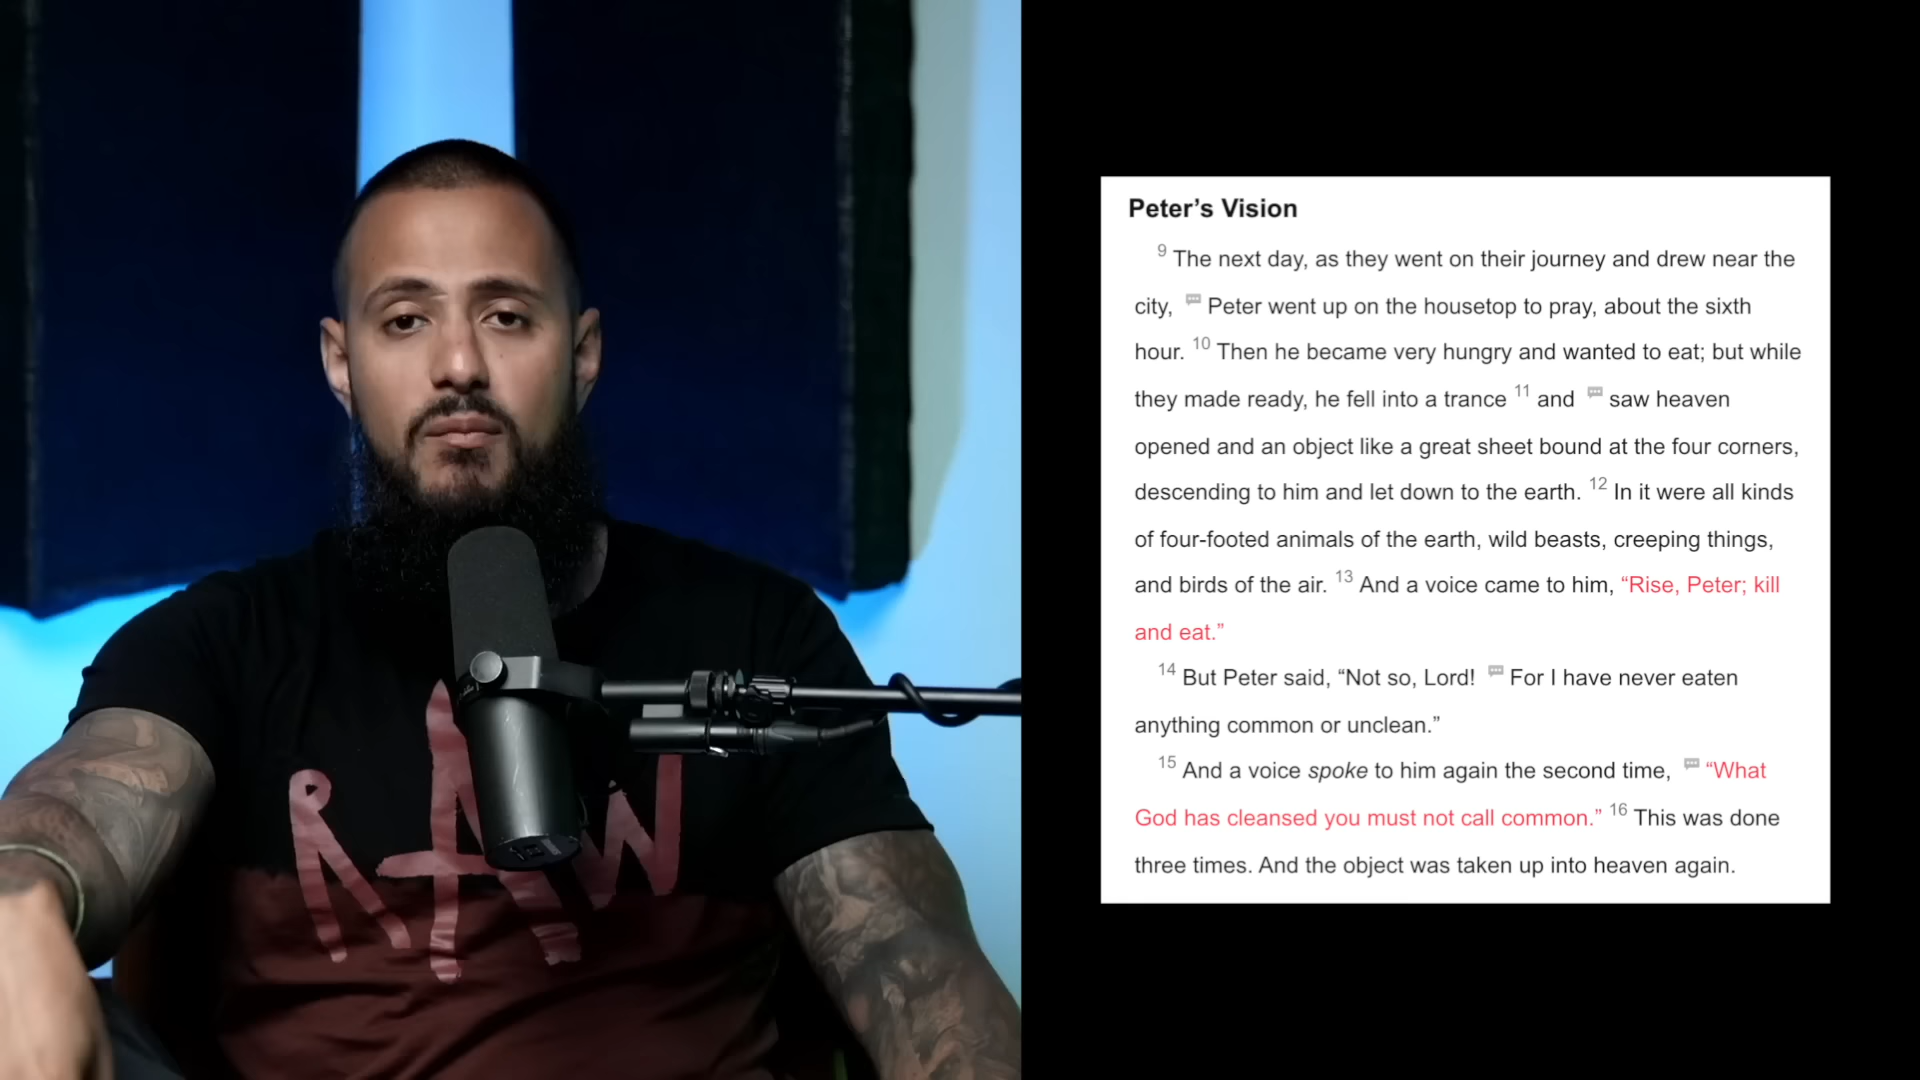 RAW
Peter’s Vision
9 The next day, as they went on their journey and drew near the
city, Peter went up on the housetop to pray, about the sixth
hour. 10 Then he became very hungry and wanted to eat; but while
they made ready, he fell into a trance 11 and saw heaven
opened and an object like a great sheet bound at the four corners,
descending to him and let down to the earth. 12 In it were all kinds
of four-footed animals of the earth, wild beasts, creeping things,
and birds of the air. 13 And a voice came to him, “Rise, Peter; kill
and eat.”
14 But Peter said, “Not so, Lord! For I have never eaten
anything common or unclean.”
15 And a voice spoke to him again the second time, “What
God has cleansed you must not call common.” 16 This was done
three times. And the object was taken up into heaven again.